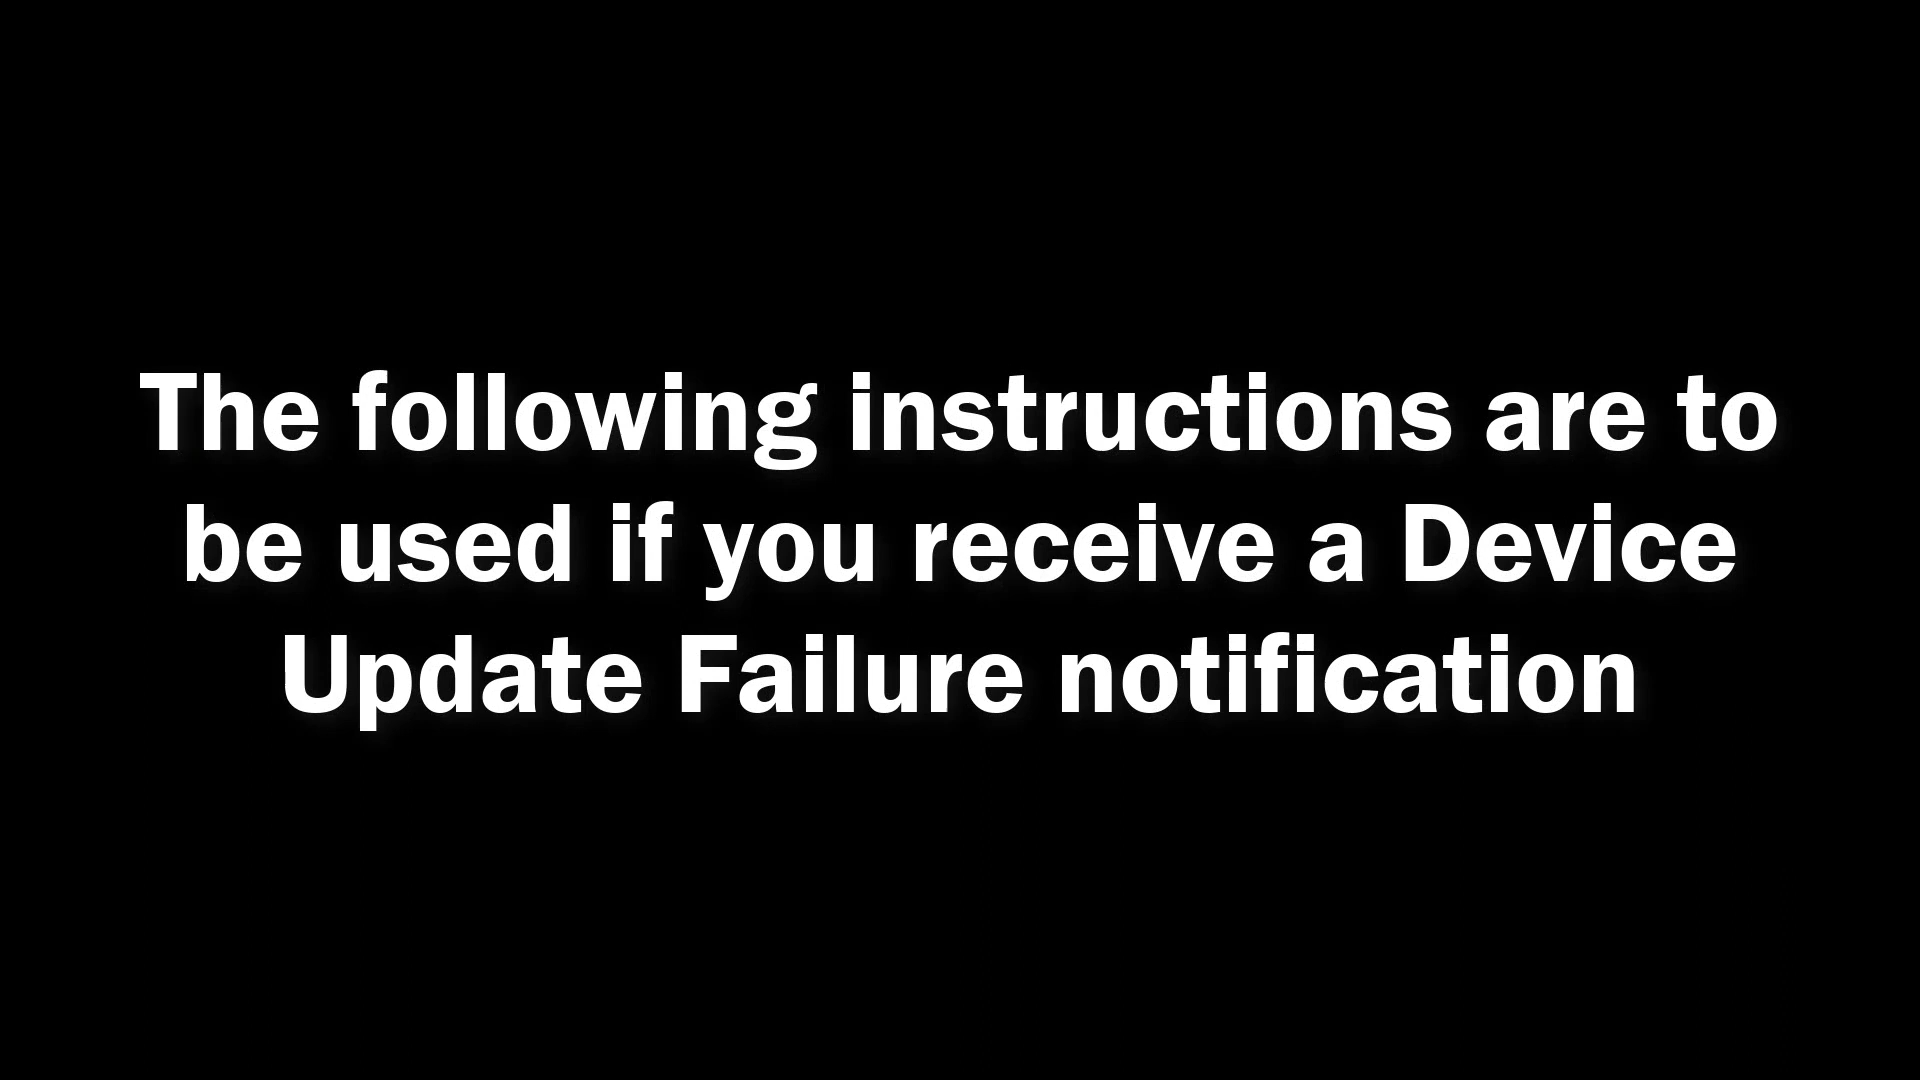 The following instructions are to
be used if you receive a Device
Update Failure notification